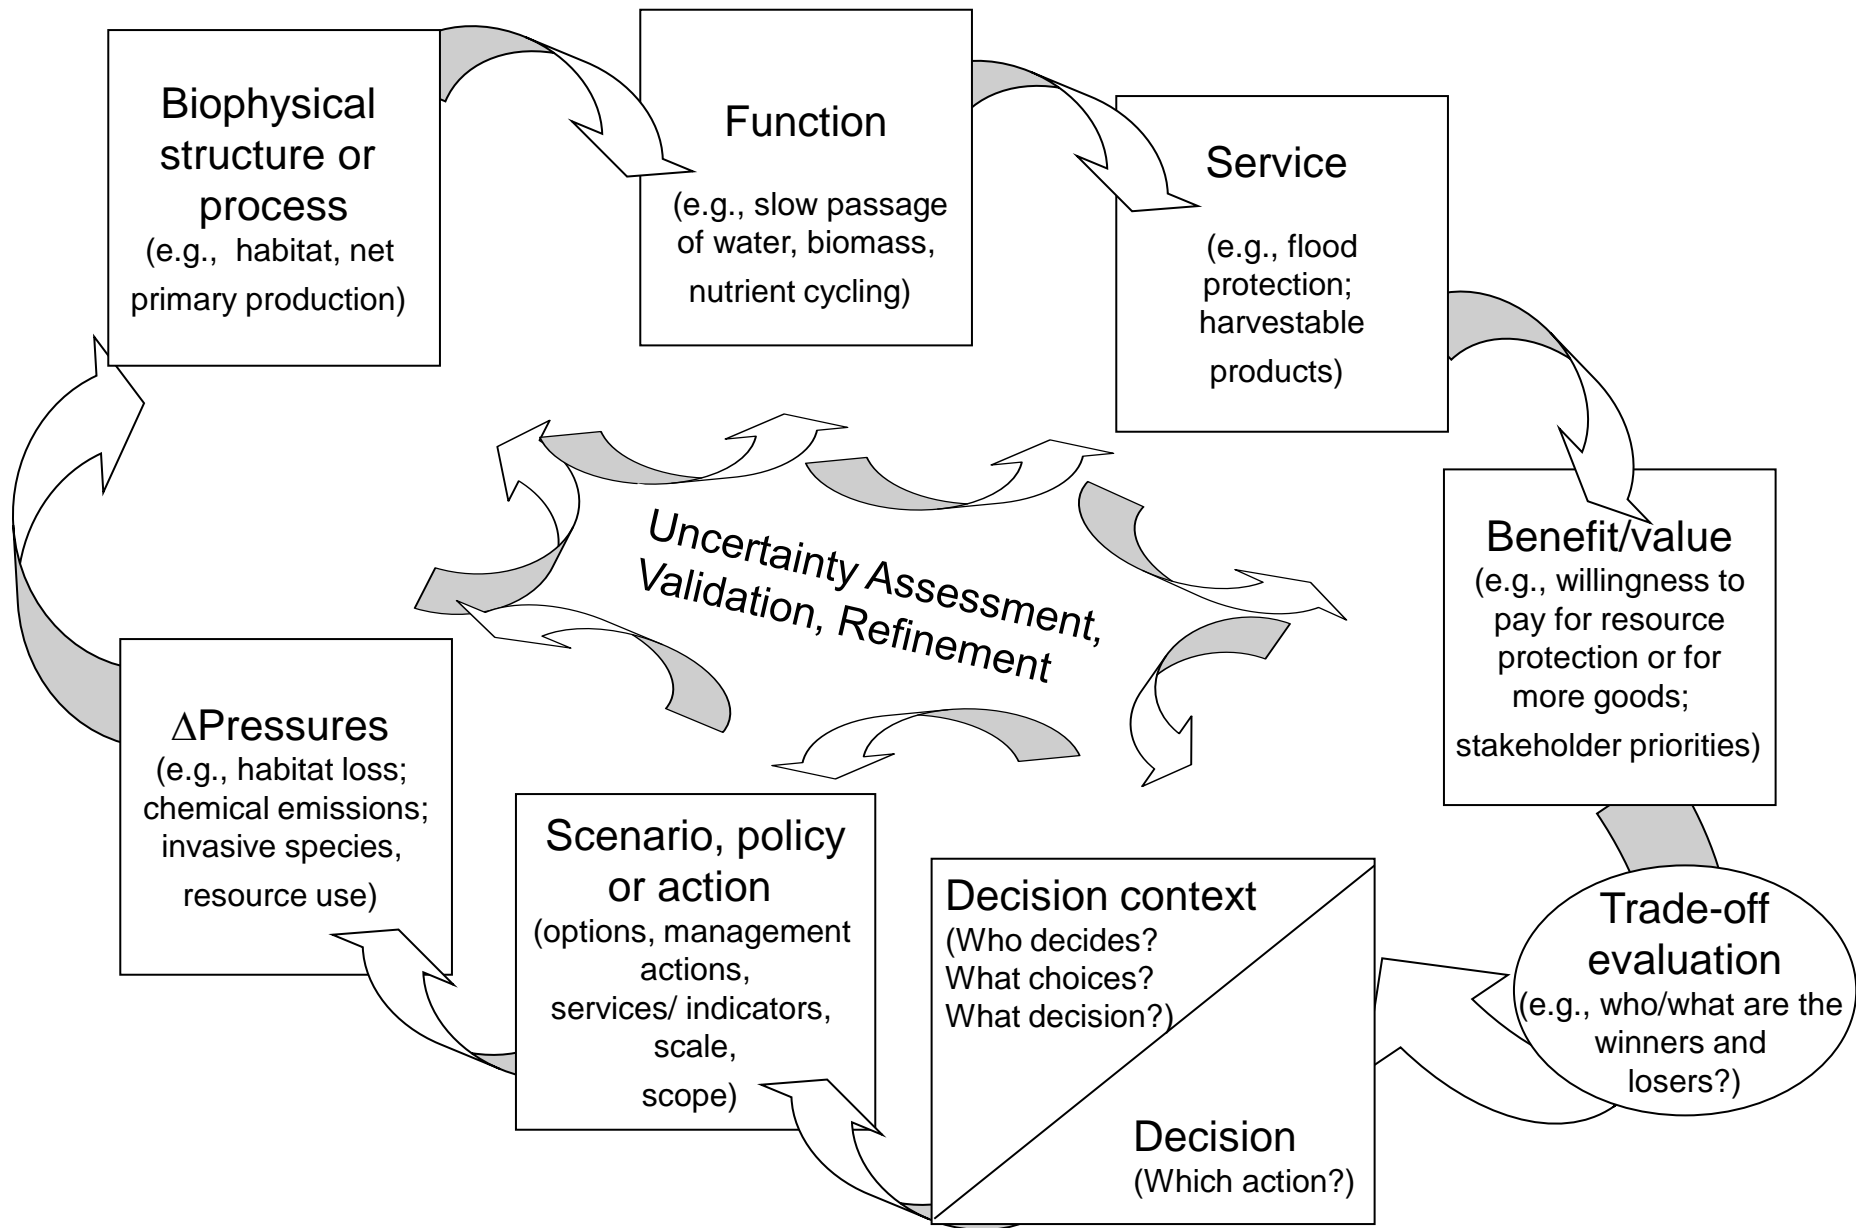 Biophysical
structure or
process
(e.g.,  habitat, net
primary production)
Function
(e.g., slow passage
of water, biomass,
nutrient cycling)
Service
(e.g., flood
protection;
harvestable
products)
Benefit/value
(e.g., willingness to
pay for resource
protection or for
more goods;
stakeholder priorities)
Uncertainty Assessment,
Validation, Refinement
∆Pressures
(e.g., habitat loss;
chemical emissions;
invasive species,
resource use)
Scenario, policy
or action
(options, management
actions,
services/ indicators,
scale,
scope)
Decision context
(Who decides?
What choices?
What decision?)
Decision
(Which action?)
Trade-off
evaluation
(e.g., who/what are the
winners and
losers?)